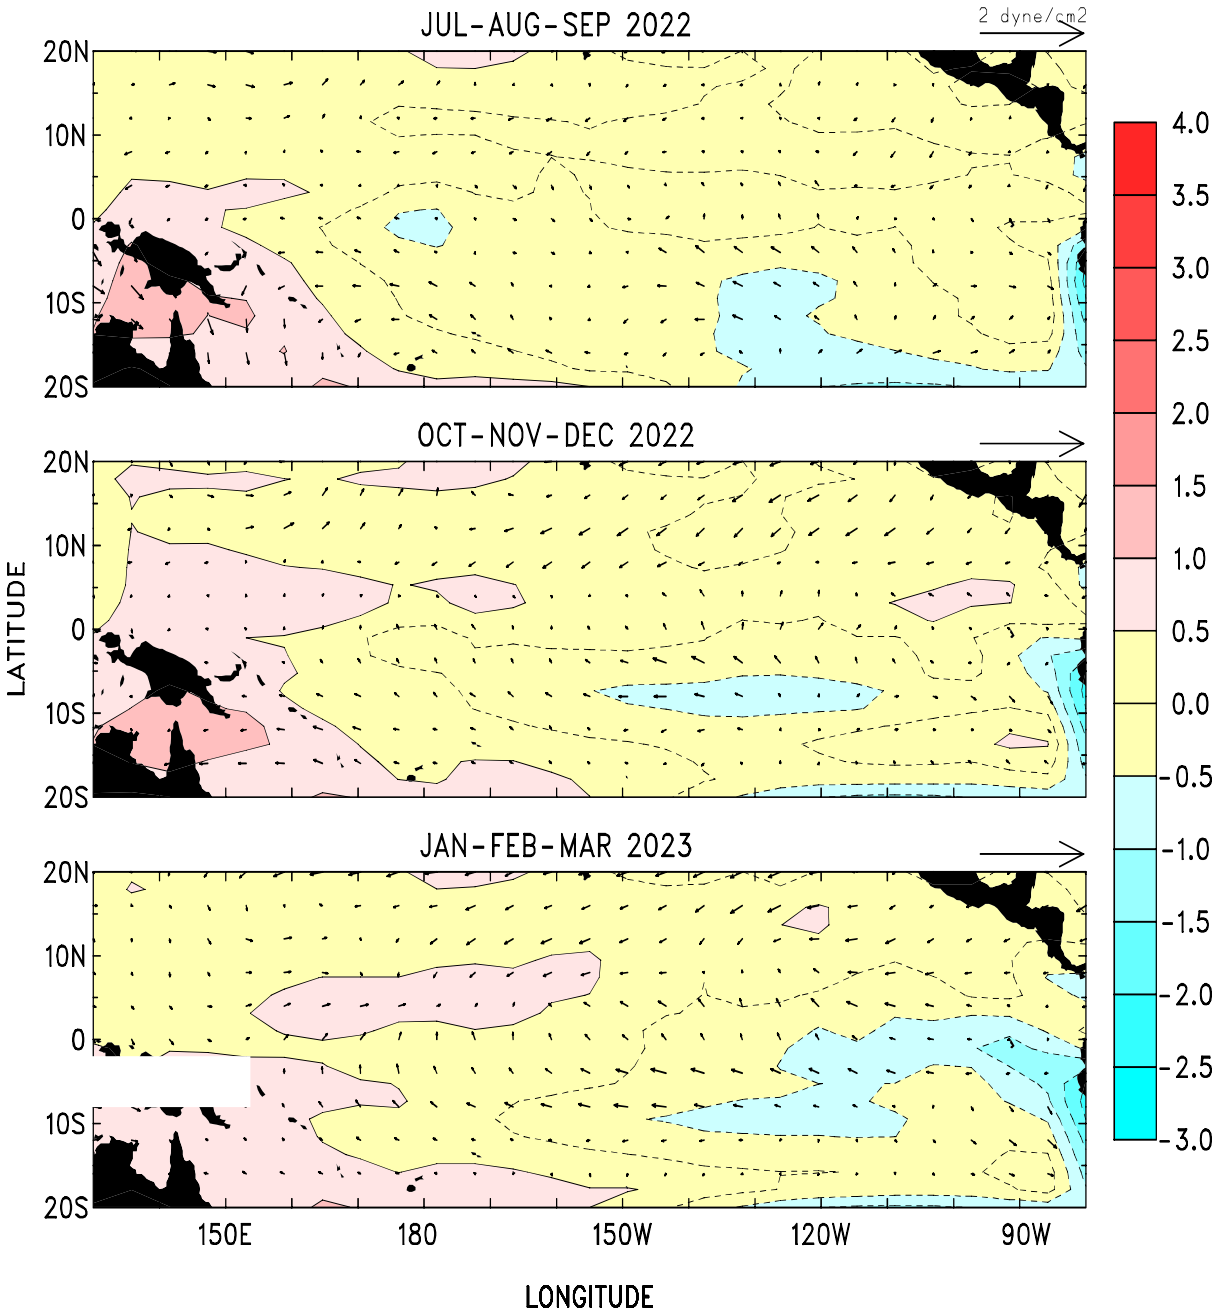 2 dyne/cm2
JUL-AUG-SEP 2022
20N
10N
0
10S
20S
OCT-NOV-DEC 2022
20N
10N
0
10S
20S
JAN-FEB-MAR 2023
20N
10N
0
10S
20S
LATITUDE
150E 180 150W 120W 90W
LONGITUDE
4.0
3.5
3.0
2.5
2.0
1.5
1.0
0.5
0.0
-0.5
-1.0
-1.5
-2.0
-2.5
-3.0